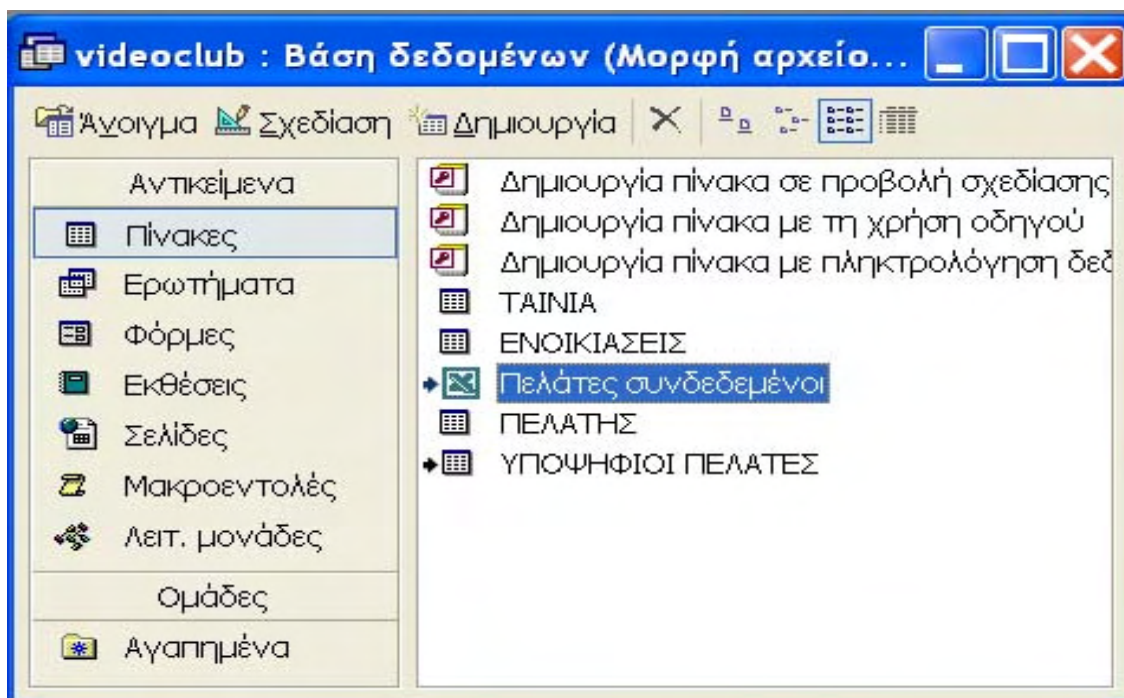 videoclub : Βάση δεδομένων (Μορφή αρχείο...
Άνοιγμα Σχεδίαση Δημιουργία
Αντικείμενα
Πίνακες
Ερωτήματα
Φόρμες
Εκθέσεις
Σελίδες
Μακροεντολές
Λειτ. μονάδες
Ομάδες
Αγαπημένα
Δημιουργία πίνακα σε προβολή σχεδίασης
Δημιουργία πίνακα με τη χρήση οδηγού
Δημιουργία πίνακα με πληκτρολόγηση δεδ
ΤΑΙΝΙΑ
ΕΝΟΙΚΙΑΣΕΙΣ
Πελάτες συνδεδεμένοι
ΠΕΛΑΤΗΣ
ΥΠΟΨΗΦΙΟΙ ΠΕΛΑΤΕΣ